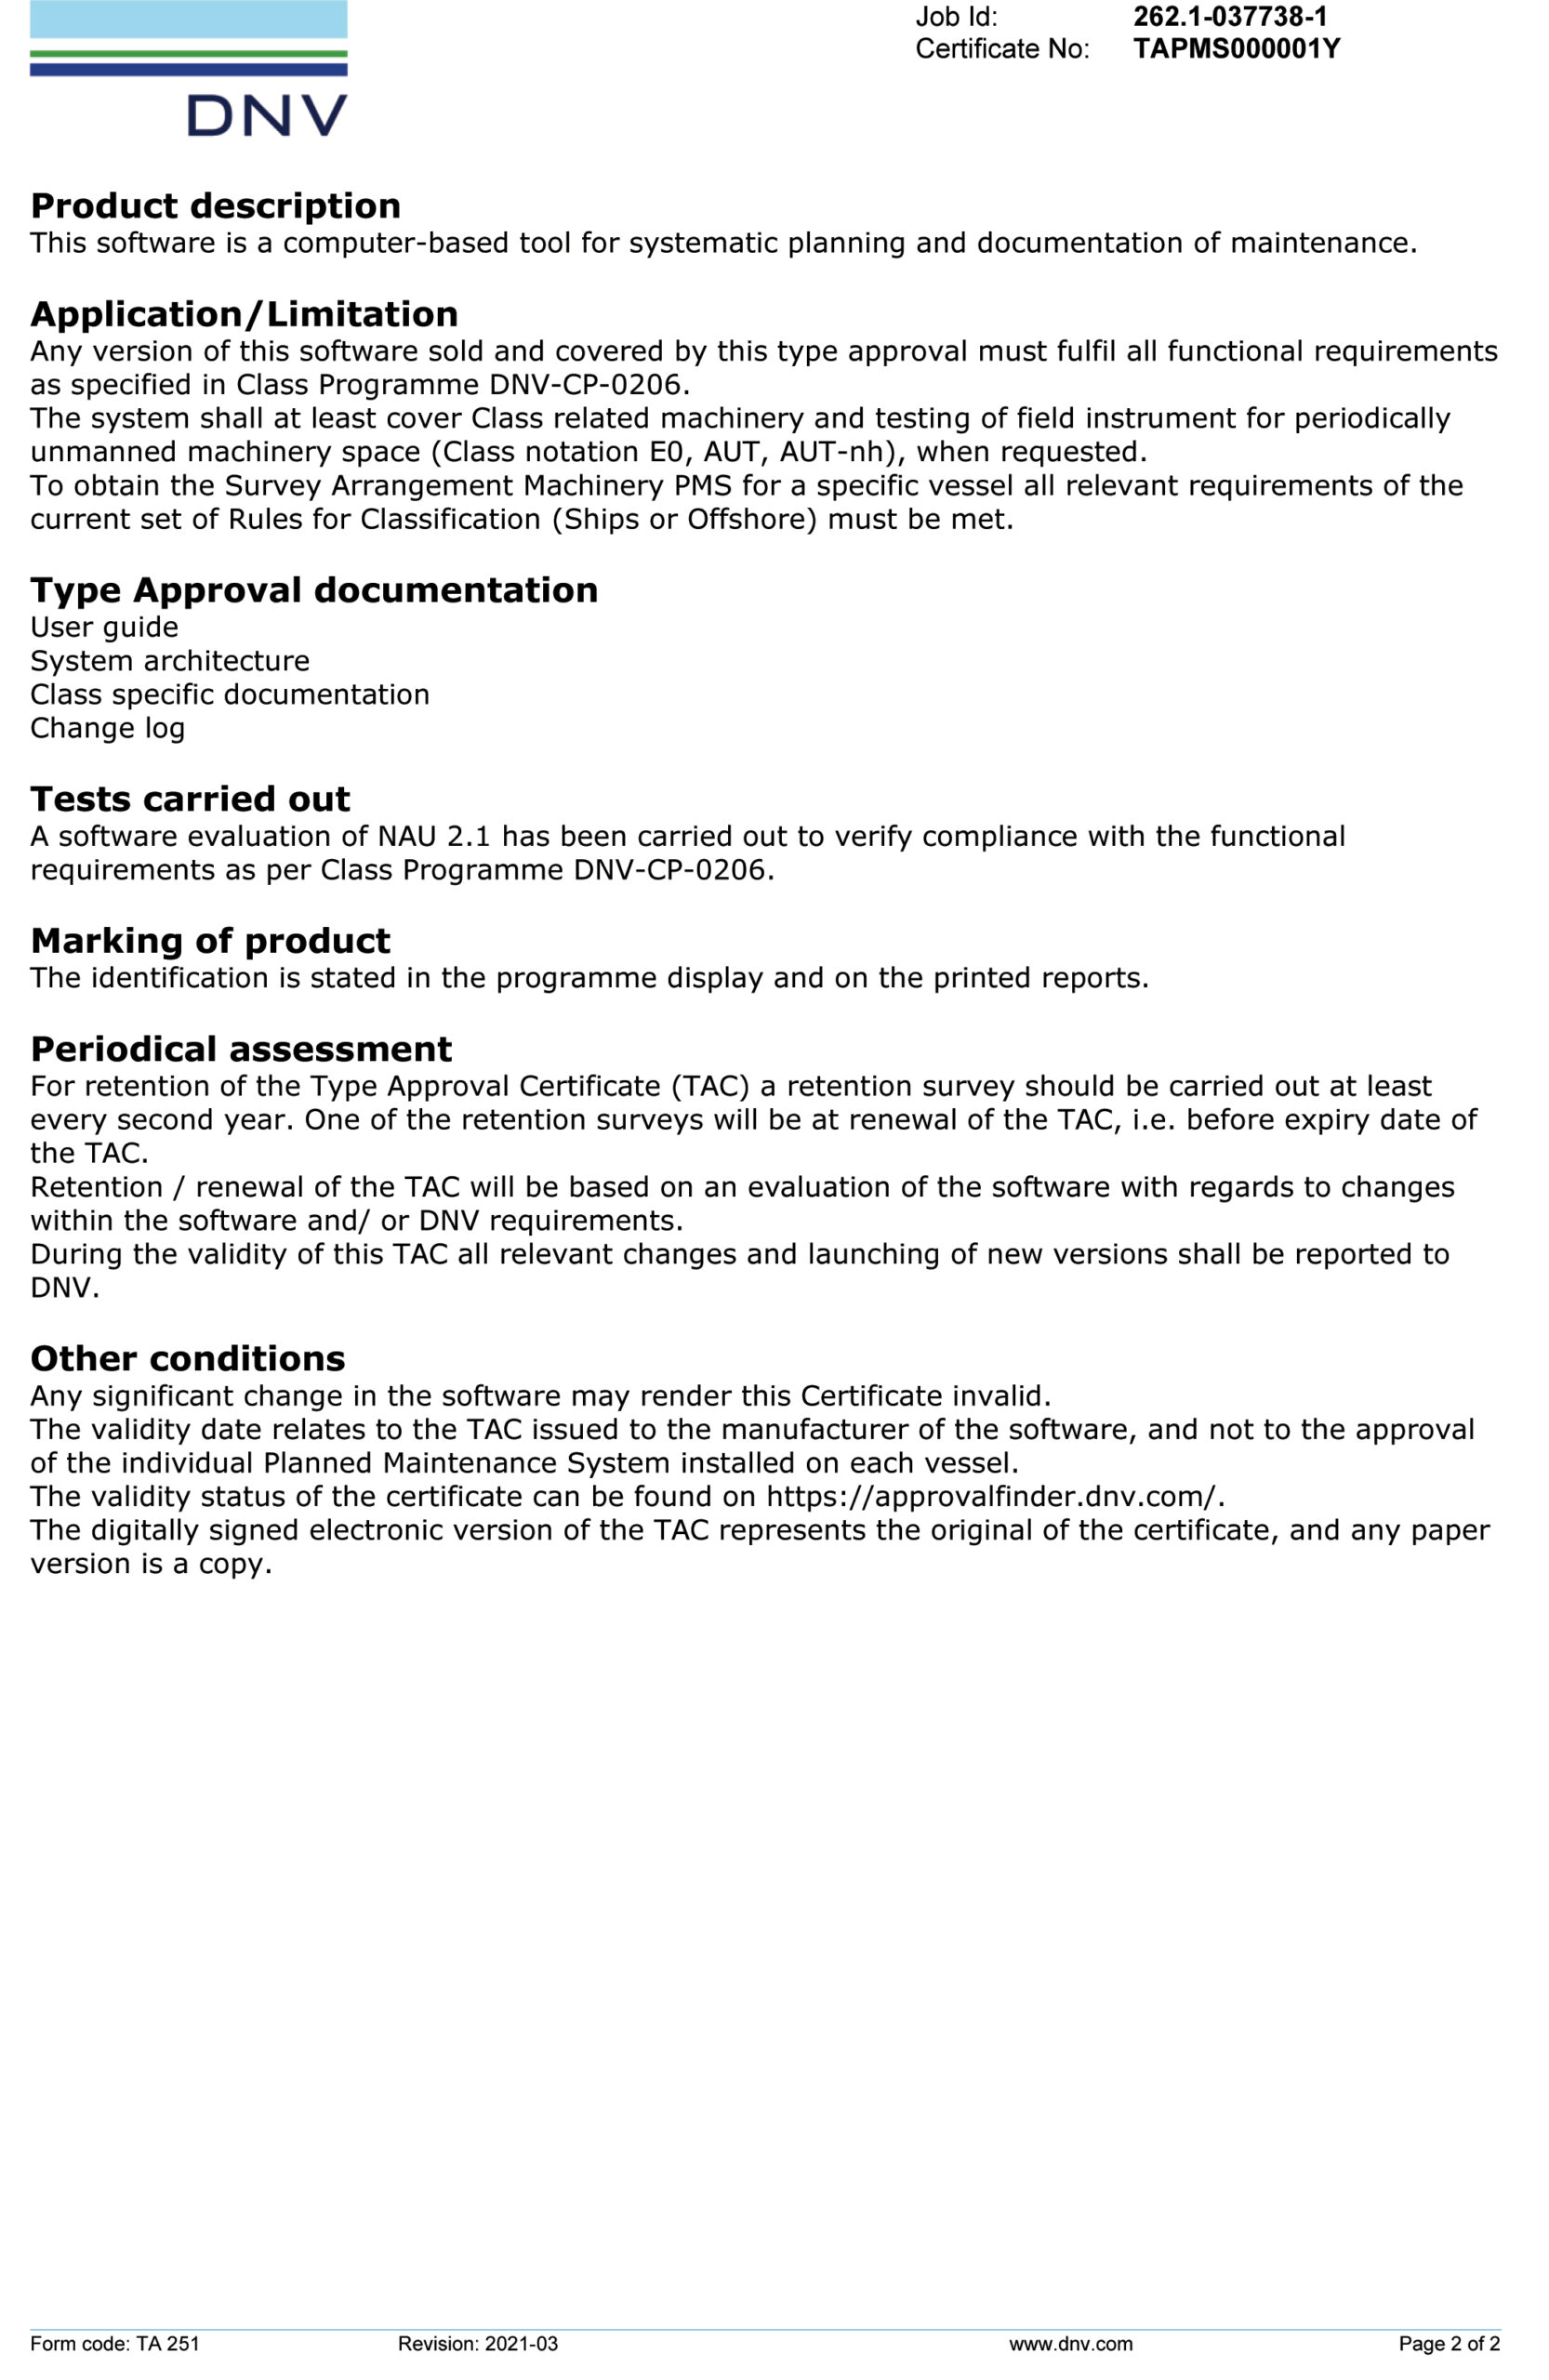 Job Id: 262.1-037738-1
Certificate No: TAPMS000001Y
DNV
Product description
This software is a computer-based tool for systematic planning and documentation of maintenance.
Application/Limitation
Any version of this software sold and covered by this type approval must fulfil all functional requirements
as specified in Class Programme DNV-CP-0206.
The system shall at least cover Class related machinery and testing of field instrument for periodically
unmanned machinery space (Class notation E0, AUT, AUT-nh), when requested.
To obtain the Survey Arrangement Machinery PMS for a specific vessel all relevant requirements of the
current set of Rules for Classification (Ships or Offshore) must be met.
Type Approval documentation
User guide
System architecture
Class specific documentation
Change log
Tests carried out
A software evaluation of NAU 2.1 has been carried out to verify compliance with the functional
requirements as per Class Programme DNV-CP-0206.
Marking of product
The identification is stated in the programme display and on the printed reports.
Periodical assessment
For retention of the Type Approval Certificate (TAC) a retention survey should be carried out at least
every second year. One of the retention surveys will be at renewal of the TAC, i.e. before expiry date of
the TAC.
Retention / renewal of the TAC will be based on an evaluation of the software with regards to changes
within the software and/ or DNV requirements.
During the validity of this TAC all relevant changes and launching of new versions shall be reported to
DNV.
Other conditions
Any significant change in the software may render this Certificate invalid.
The validity date relates to the TAC issued to the manufacturer of the software, and not to the approval
of the individual Planned Maintenance System installed on each vessel.
The validity status of the certificate can be found on https://approvalfinder.dnv.com/.
The digitally signed electronic version of the TAC represents the original of the certificate, and any paper
version is a copy.
Form code: TA 251 Revision: 2021-03 www.dnv.com Page 2 of 2